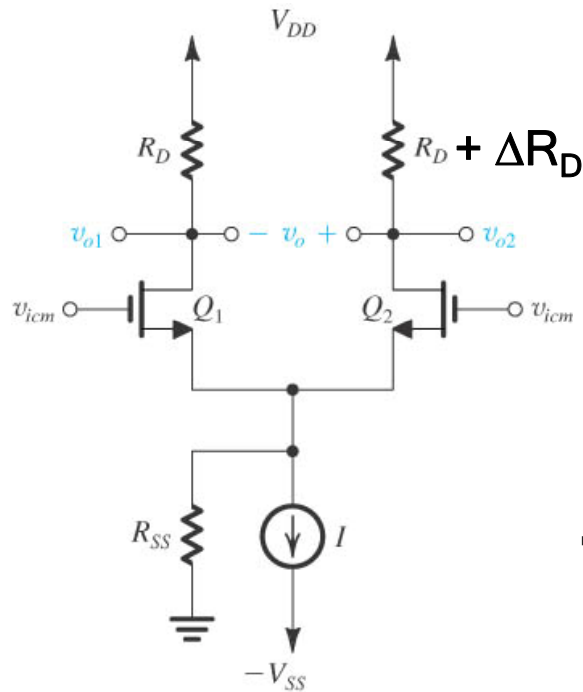 V_DD
R_D R_D + ΔR_D
v_o1 − v_o + v_o2
v_icm Q_1 Q_2 v_icm
R_SS I
−V_SS